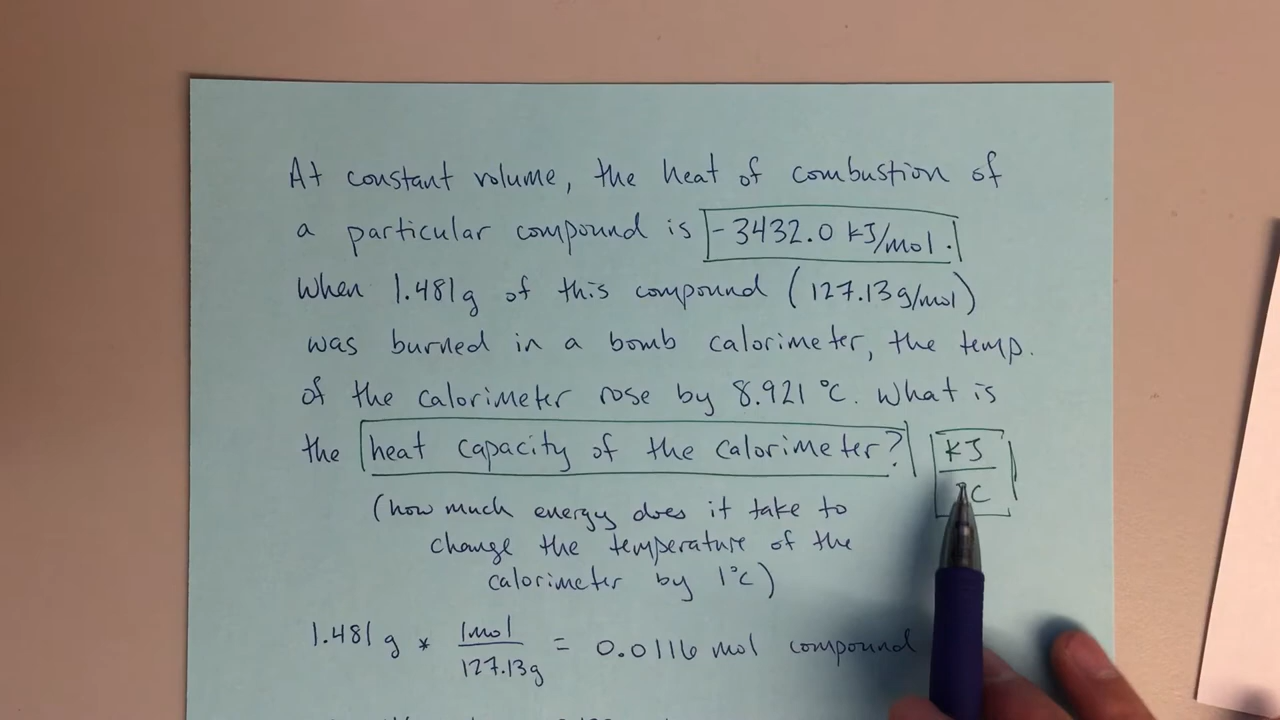 At constant volume, the heat of combustion of
a particular compound is -3432.0 kJ/mol.
When 1.481g of this compound (127.13g/mol)
was burned in a bomb calorimeter, the temp.
of the calorimeter rose by 8.921 °C. What is
the heat capacity of the calorimeter? kJ/°C
(how much energy does it take to
change the temperature of the
calorimeter by 1°C)
1.481g * 1mol/127.13g = 0.0116 mol compound